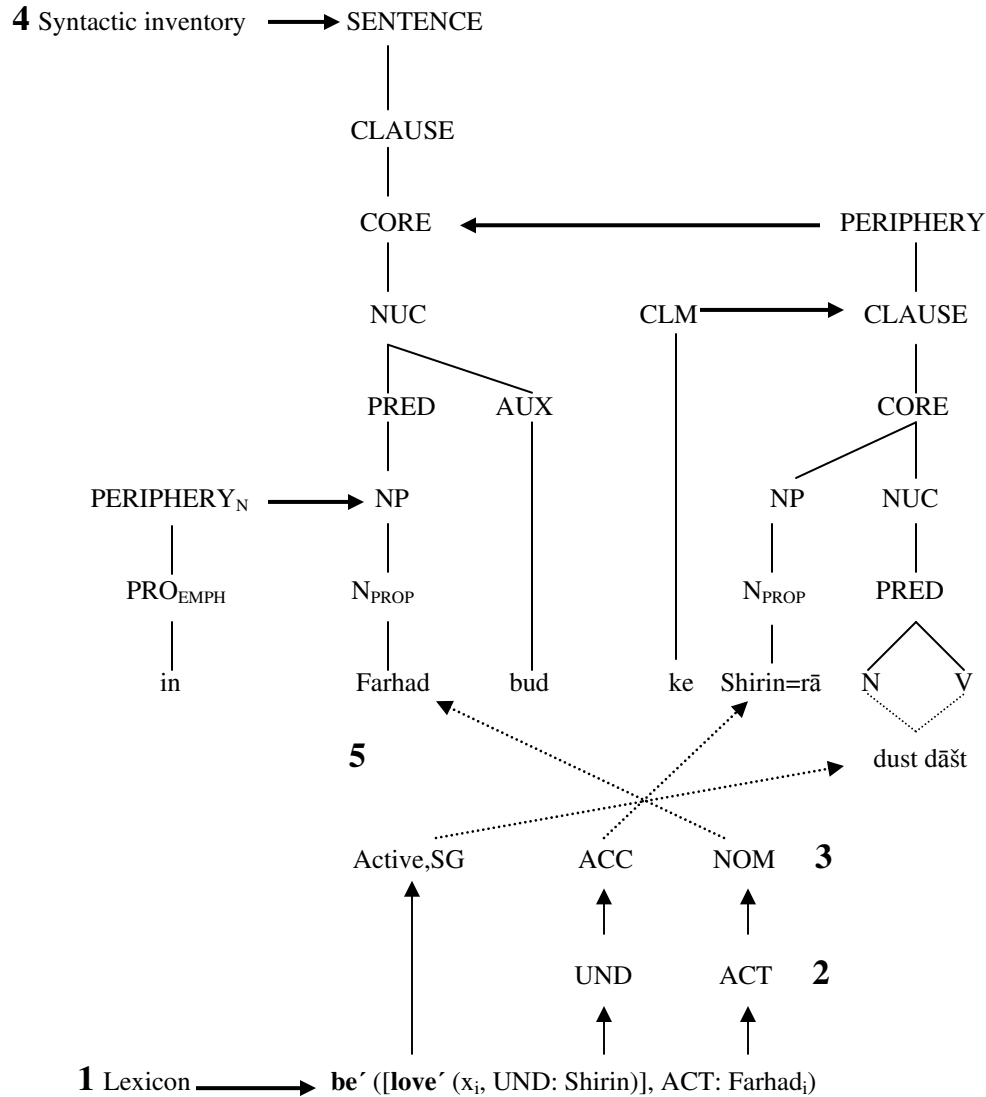 4 Syntactic inventory SENTENCE
CLAUSE
CORE PERIPHERY
NUC CLM CLAUSE
PRED AUX CORE
PERIPHERY_N NP NP NUC
PRO_EMPH N_PROP N_PROP PRED
in Farhad bud ke Shirin=rā N V
5 dust dāšt
Active,SG ACC NOM 3
UND ACT 2
1 Lexicon be´ ([love´ (x_i, UND: Shirin)], ACT: Farhad_i)